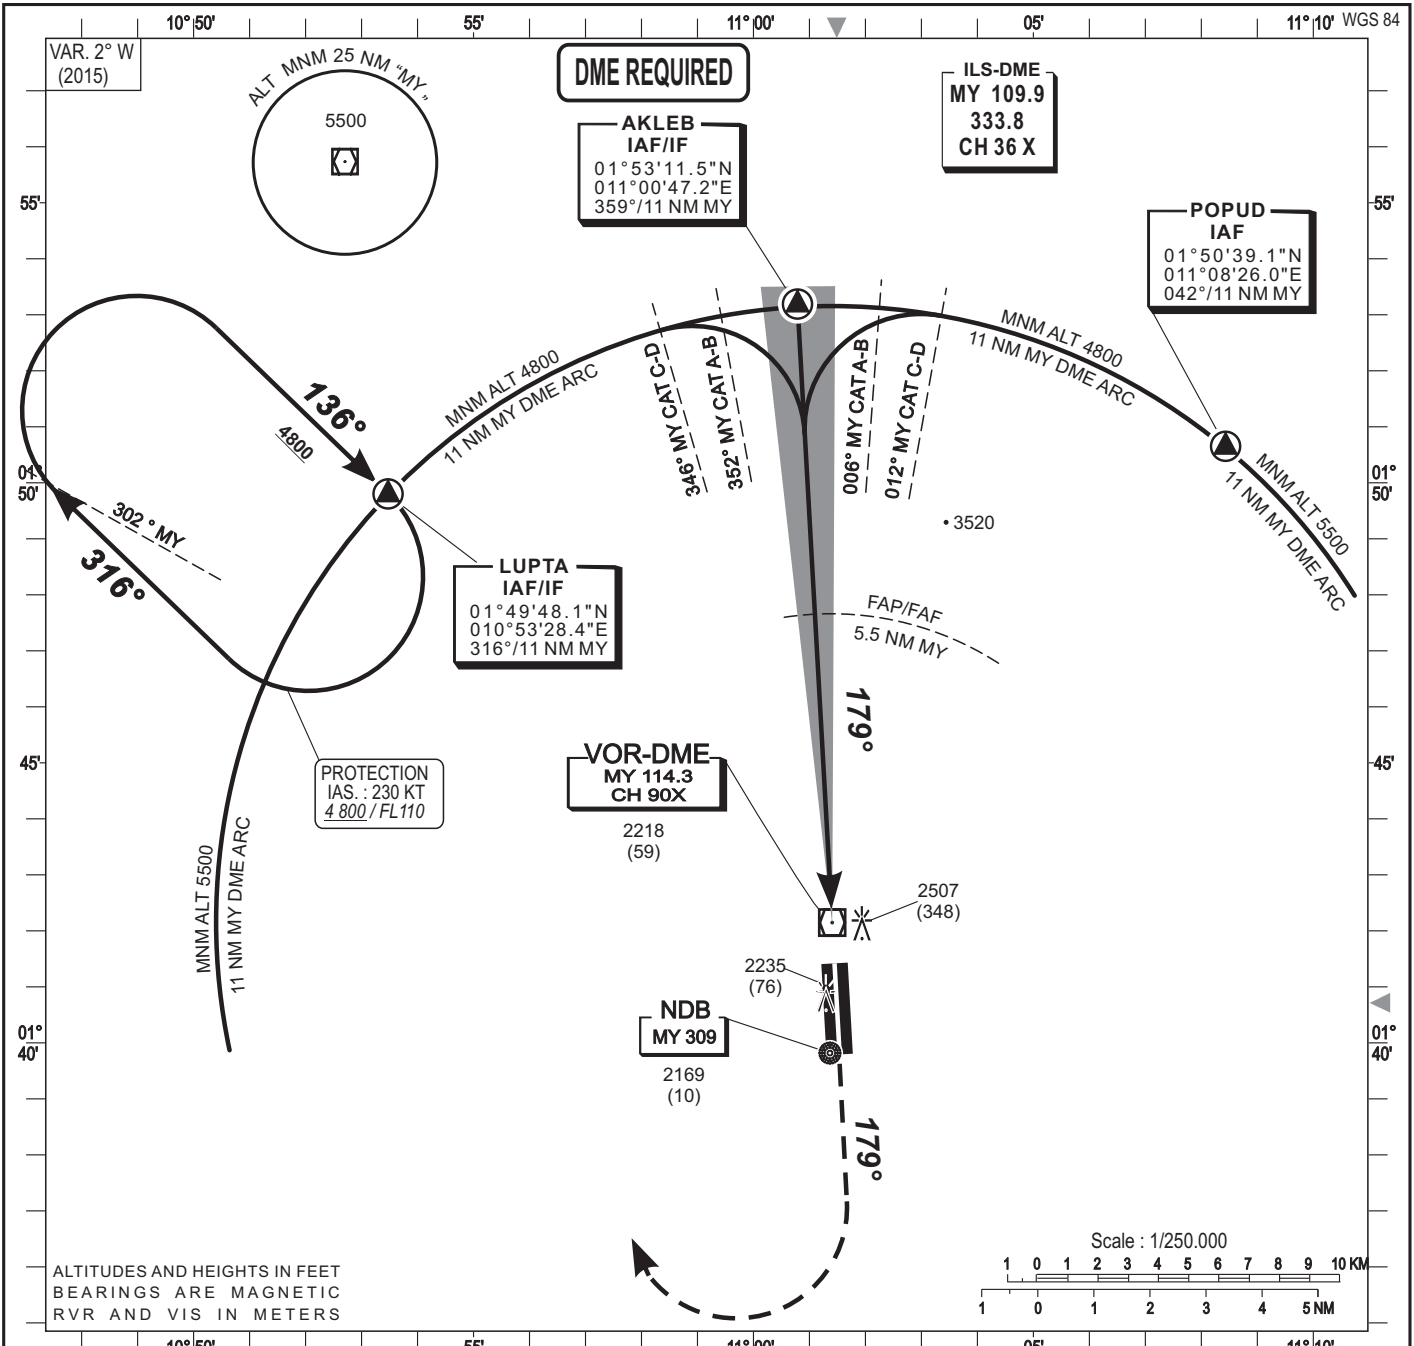 10° 50'
55'
11° 00'
05'
11° 10'
WGS 84
VAR. 2° W
(2015)
ALT MNM 25 NM "MY"
5500
DME REQUIRED
ILS-DME
MY 109.9
333.8
CH 36 X
AKLEB
IAF/IF
01°53'11.5"N
011°00'47.2"E
359°/11 NM MY
55'
55'
POPUD
IAF
01°50'39.1"N
011°08'26.0"E
042°/11 NM MY
MNM ALT 4800
11 NM MY DME ARC
MNM ALT 4800
11 NM MY DME ARC
346° MY CAT C-D
352° MY CAT A-B
006° MY CAT A-B
012° MY CAT C-D
136°
4800
01°
50'
01°
50'
MNM ALT 5500
11 NM MY DME ARC
302° MY
316°
3520
LUPTA
IAF/IF
01°49'48.1"N
010°53'28.4"E
316°/11 NM MY
FAP/FAF
5.5 NM MY
179°
45'
45'
VOR-DME
MY 114.3
CH 90X
PROTECTION
IAS. : 230 KT
4 800 / FL110
2218
(59)
MNM ALT 5500
11 NM MY DME ARC
2507
(348)
2235
(76)
NDB
MY 309
01°
40'
01°
40'
2169
(10)
179°
Scale : 1/250.000
1 0 1 2 3 4 5 6 7 8 9 10 KM
1 0 1 2 3 4 5 NM
ALTITUDES AND HEIGHTS IN FEET
BEARINGS ARE MAGNETIC
RVR AND VIS IN METERS
10° 50'
55'
11° 00'
05'
11° 10'